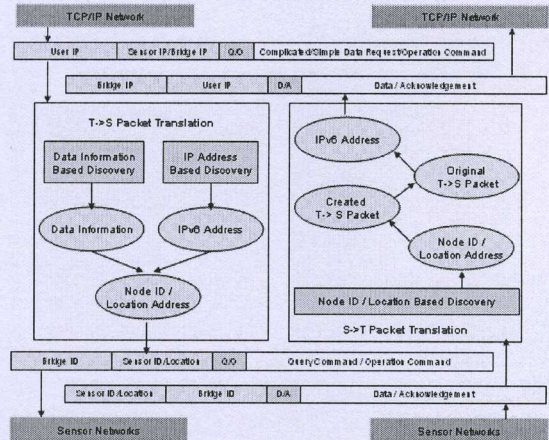 TCP/IP Network
TCP/IP Network
User IP
Sensor IP/Bridge IP
Q/O
Complicated/Simple Data Request/Operation Command
Bridge IP
User IP
D/A
Data / Acknowledgement
T->S Packet Translation
Data Information
Based Discovery
IP Address
Based Discovery
Data Information
IPv6 Address
Node ID /
Location Address
IPv6 Address
Original
T->S Packet
Created
T-> S Packet
Node ID /
Location Address
Node ID / Location Based Discovery
S->T Packet Translation
Bridge ID
Sensor ID/Location
Q/O
Query Command / Operation Command
Sensor ID/Location
Bridge ID
D/A
Data / Acknowledgement
Sensor Networks
Sensor Networks